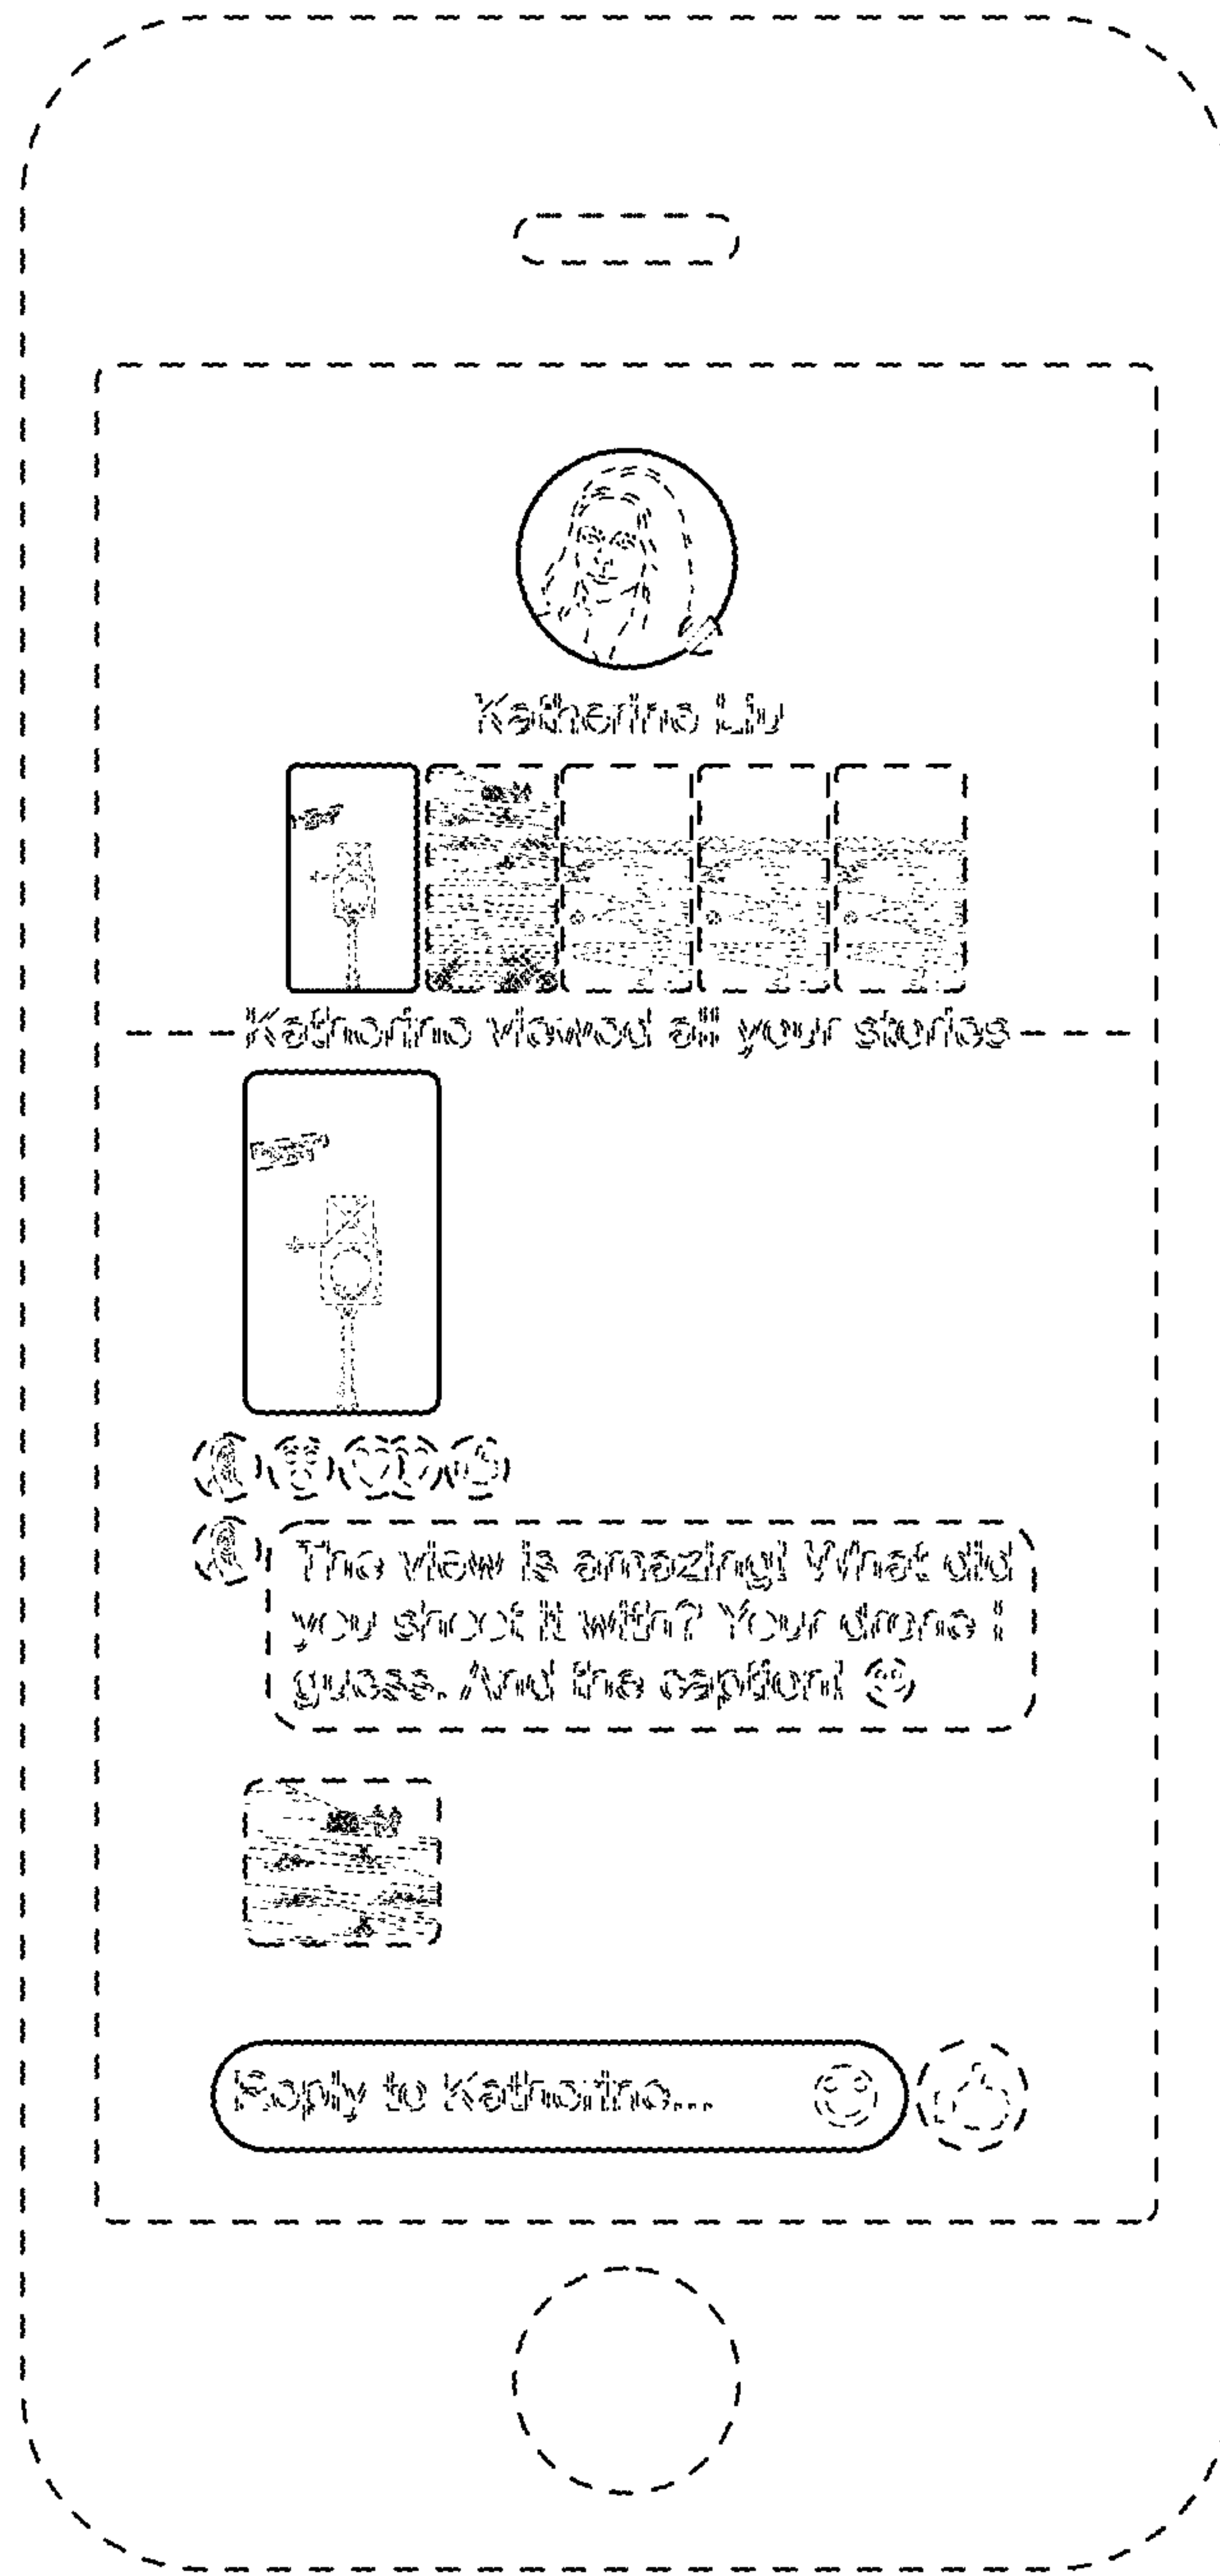 Katherine Liu
Katherine viewed all your stories
The view is amazing! What did
you shoot it with? Your drone I
guess. And the caption!
Reply to Katherine...